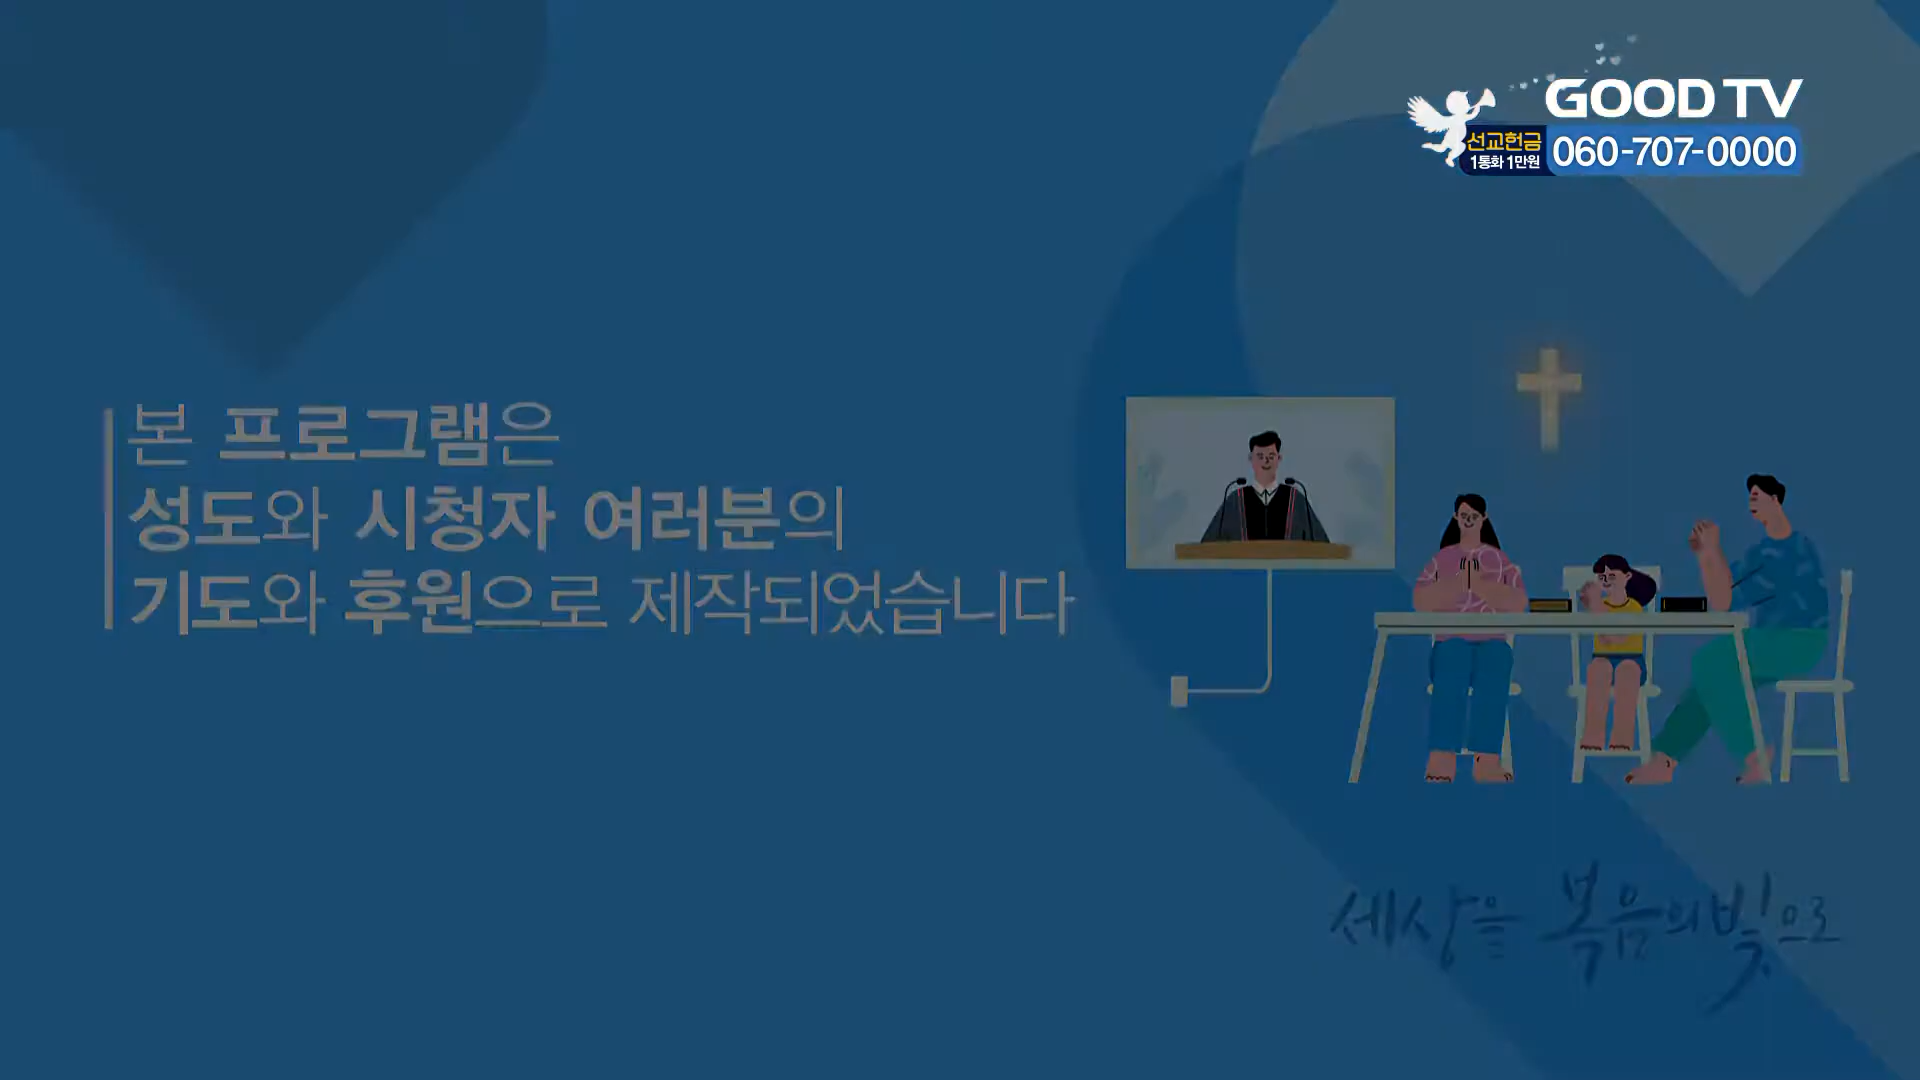 GOOD TV
선교헌금
1통화 1만원
060-707-0000
본 프로그램은
성도와 시청자 여러분의
기도와 후원으로 제작되었습니다
세상을 복음의 빛으로